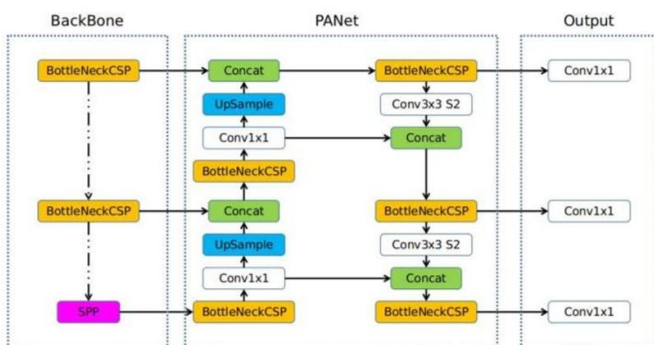 BackBone PANet Output
BottleNeckCSP Concat BottleNeckCSP Conv1x1
UpSample Conv3x3 S2
Conv1x1 Concat
BottleNeckCSP
BottleNeckCSP Concat BottleNeckCSP Conv1x1
UpSample Conv3x3 S2
Conv1x1 Concat
SPP BottleNeckCSP BottleNeckCSP Conv1x1